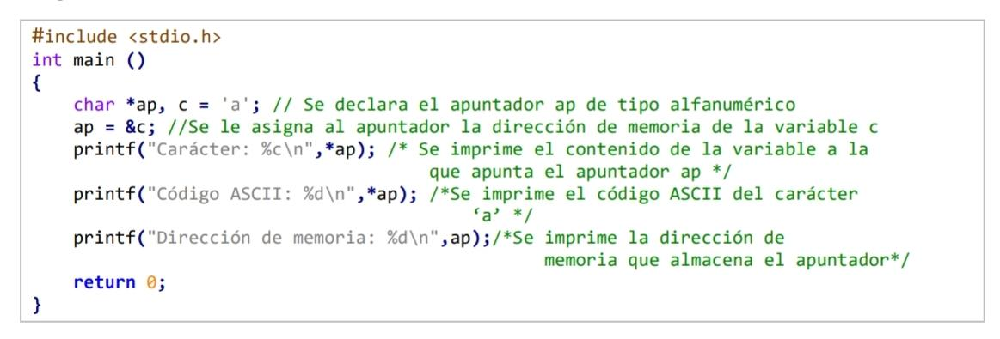 #include <stdio.h>
int main ()
{
    char *ap, c = 'a'; // Se declara el apuntador ap de tipo alfanumérico
    ap = &c; //Se le asigna al apuntador la dirección de memoria de la variable c
    printf("Carácter: %c\n",*ap); /* Se imprime el contenido de la variable a la
                                    que apunta el apuntador ap */
    printf("Código ASCII: %d\n",*ap); /*Se imprime el código ASCII del carácter
                                        ‘a’ */
    printf("Dirección de memoria: %d\n",ap);/*Se imprime la dirección de
                                              memoria que almacena el apuntador*/
    return 0;
}